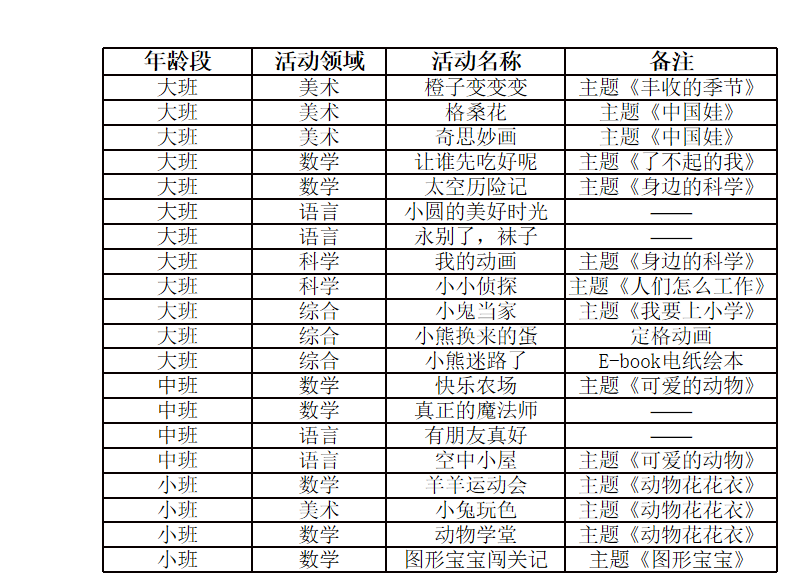 年龄段 活动领域 活动名称 备注
大班 美术 橙子变变变 主题《丰收的季节》
大班 美术 格桑花 主题《中国娃》
大班 美术 奇思妙画 主题《中国娃》
大班 数学 让谁先吃好呢 主题《了不起的我》
大班 数学 太空历险记 主题《身边的科学》
大班 语言 小圆的美好时光 ——
大班 语言 永别了，袜子 ——
大班 科学 我的动画 主题《身边的科学》
大班 科学 小小侦探 主题《人们怎么工作》
大班 综合 小鬼当家 主题《我要上小学》
大班 综合 小熊换来的蛋 定格动画
大班 综合 小熊迷路了 E-book电纸绘本
中班 数学 快乐农场 主题《可爱的动物》
中班 数学 真正的魔法师 ——
中班 语言 有朋友真好 ——
中班 语言 空中小屋 主题《可爱的动物》
小班 数学 羊羊运动会 主题《动物花花衣》
小班 美术 小兔玩色 主题《动物花花衣》
小班 数学 动物学堂 主题《动物花花衣》
小班 数学 图形宝宝闯关记 主题《图形宝宝》